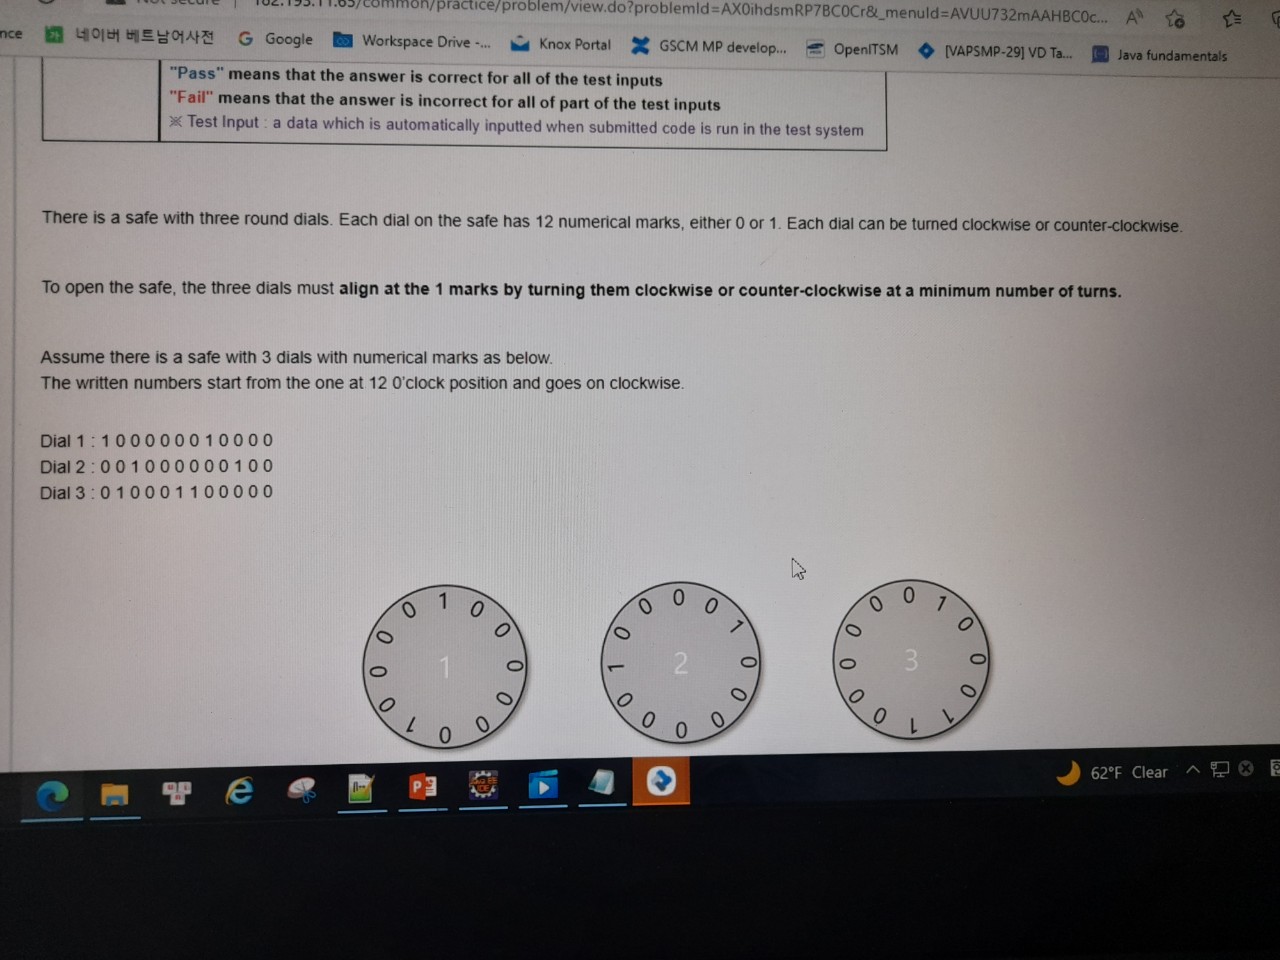 /common/practice/problem/view.do?problemId=AX0ihdsmRP7BC0Cr&_menuId=AVUU732mAAHBC0c...
nce 네이버 베트남어사전 Google Workspace Drive -... Knox Portal GSCM MP develop... OpenITSM [VAPSMP-29] VD Ta... Java fundamentals
"Pass" means that the answer is correct for all of the test inputs
"Fail" means that the answer is incorrect for all of part of the test inputs
※ Test Input : a data which is automatically inputted when submitted code is run in the test system
There is a safe with three round dials. Each dial on the safe has 12 numerical marks, either 0 or 1. Each dial can be turned clockwise or counter-clockwise.
To open the safe, the three dials must align at the 1 marks by turning them clockwise or counter-clockwise at a minimum number of turns.
Assume there is a safe with 3 dials with numerical marks as below.
The written numbers start from the one at 12 0'clock position and goes on clockwise.
Dial 1 : 1 0 0 0 0 0 0 1 0 0 0 0
Dial 2 : 0 0 1 0 0 0 0 0 0 1 0 0
Dial 3 : 0 1 0 0 0 1 1 0 0 0 0 0
1 0 0 0 0 0 0 1 0 0 0 0
1
0 0 1 0 0 0 0 0 0 1 0 0
2
0 1 0 0 0 1 1 0 0 0 0 0
3
62°F Clear